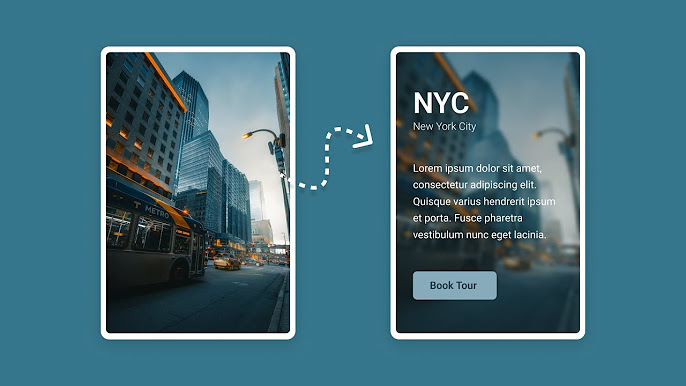 T METRO
NYC
New York City
Lorem ipsum dolor sit amet,
consectetur adipiscing elit.
Quisque varius hendrerit ipsum
et porta. Fusce pharetra
vestibulum nunc eget lacinia.
Book Tour